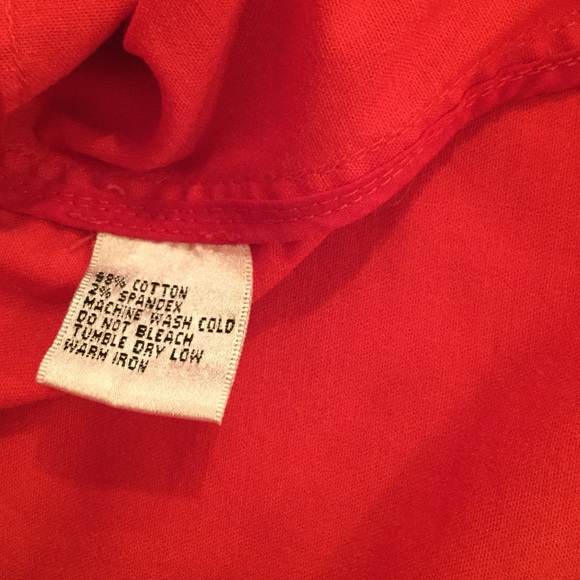 98% COTTON
2% SPANDEX
MACHINE WASH COLD
DO NOT BLEACH
TUMBLE DRY LOW
WARM IRON